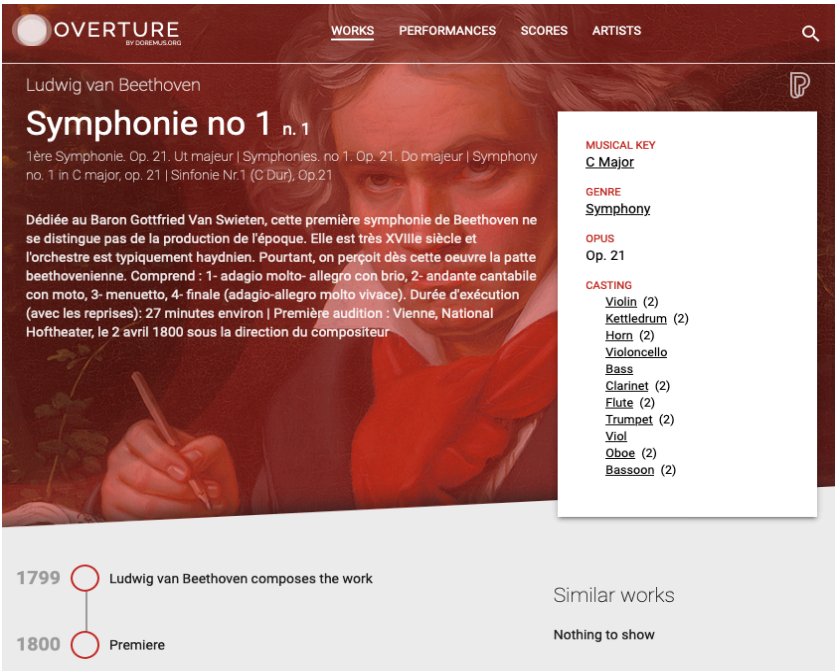 OVERTURE
BY DOREMUS.ORG
WORKS PERFORMANCES SCORES ARTISTS
Ludwig van Beethoven
Symphonie no 1 n. 1
1ère Symphonie. Op. 21. Ut majeur | Symphonies. no 1. Op. 21. Do majeur | Symphony
no. 1 in C major, op. 21 | Sinfonie Nr.1 (C Dur), Op.21
Dédiée au Baron Gottfried Van Swieten, cette première symphonie de Beethoven ne
se distingue pas de la production de l'époque. Elle est très XVIIIe siècle et
l'orchestre est typiquement haydnien. Pourtant, on perçoit dès cette oeuvre la patte
beethovenienne. Comprend : 1- adagio molto- allegro con brio, 2- andante cantabile
con moto, 3- menuetto, 4- finale (adagio-allegro molto vivace). Durée d'exécution
(avec les reprises): 27 minutes environ | Première audition : Vienne, National
Hoftheater, le 2 avril 1800 sous la direction du compositeur
MUSICAL KEY
C Major
GENRE
Symphony
OPUS
Op. 21
CASTING
Violin (2)
Kettledrum (2)
Horn (2)
Violoncello
Bass
Clarinet (2)
Flute (2)
Trumpet (2)
Viol
Oboe (2)
Bassoon (2)
1799 Ludwig van Beethoven composes the work
1800 Premiere
Similar works
Nothing to show